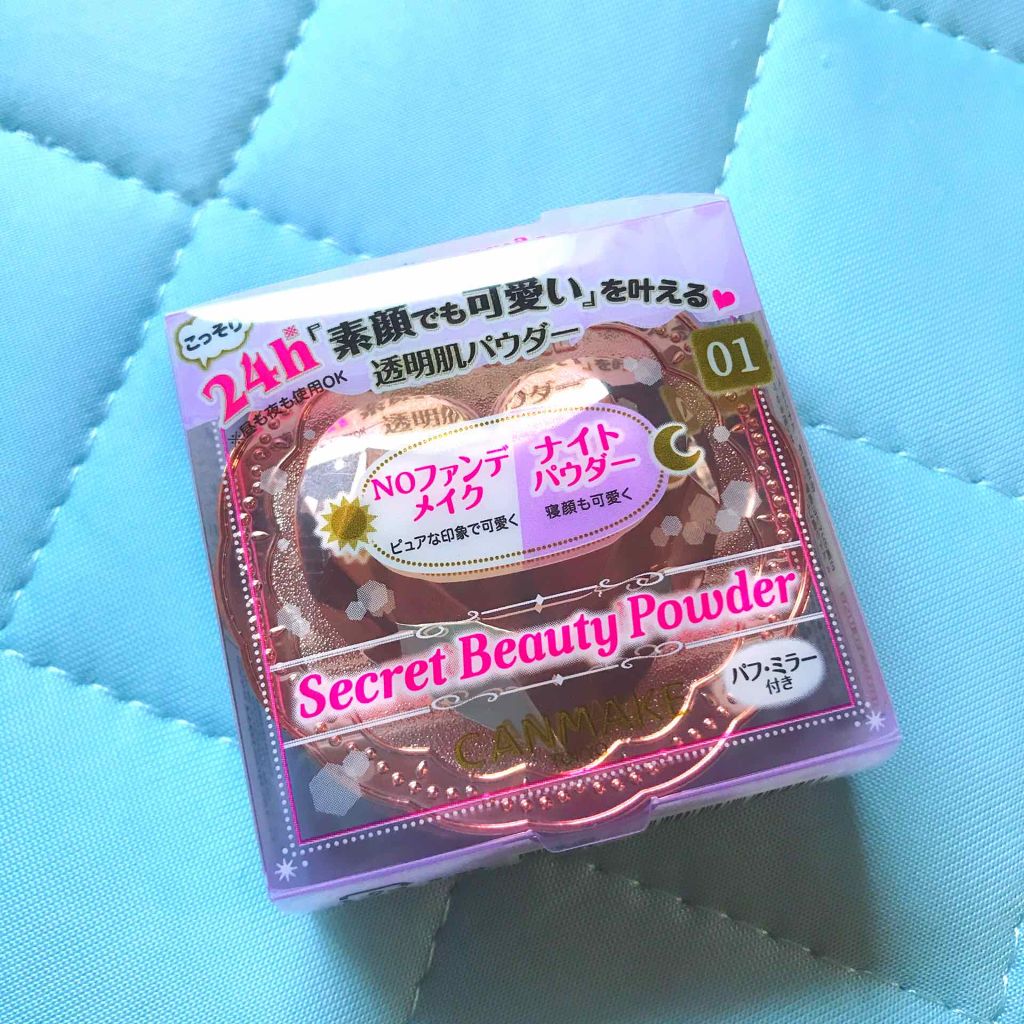 こっそり
24h※『素顔でも可愛い』を叶える
※昼も夜も使用OK
透明肌パウダー
01
NOファンデ
メイク
ピュアな印象で可愛く
ナイト
パウダー
寝顔も可愛く
Secret Beauty Powder
パフ・ミラー
付き
CANMAKE